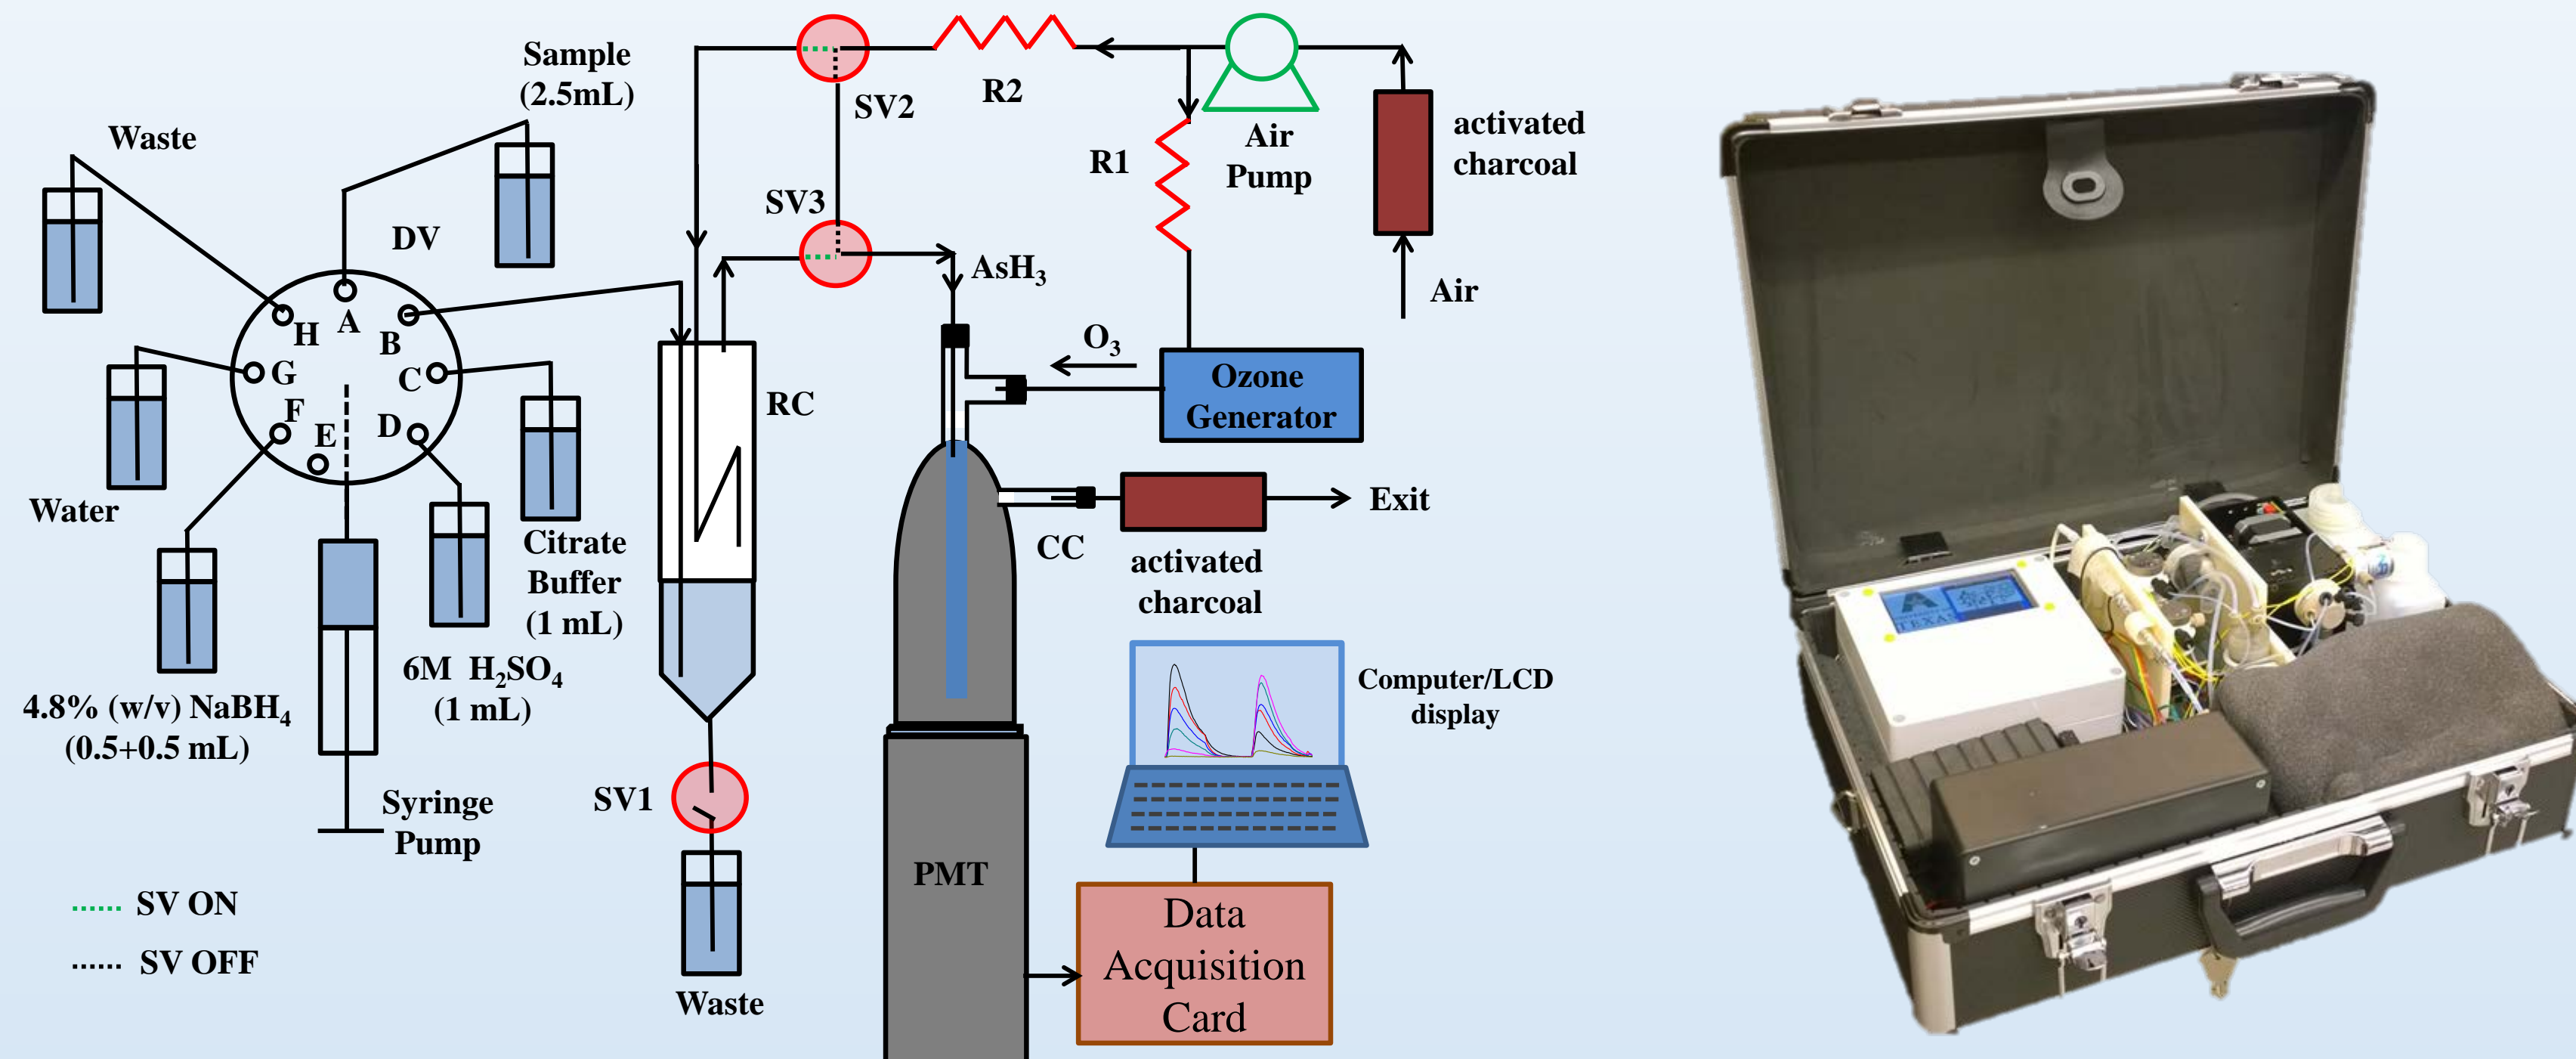 Sample
(2.5mL)
Waste
DV
H
A
B
G
C
F
E
D
Water
4.8% (w/v) NaBH₄
(0.5+0.5 mL)
Syringe
Pump
6M H₂SO₄
(1 mL)
Citrate
Buffer
(1 mL)
SV ON
SV OFF
SV2
R2
SV3
RC
SV1
Waste
AsH₃
R1
Air
Pump
activated
charcoal
Air
O₃
Ozone
Generator
CC
activated
charcoal
Exit
Computer/LCD
display
PMT
Data
Acquisition
Card
A
TEXAS